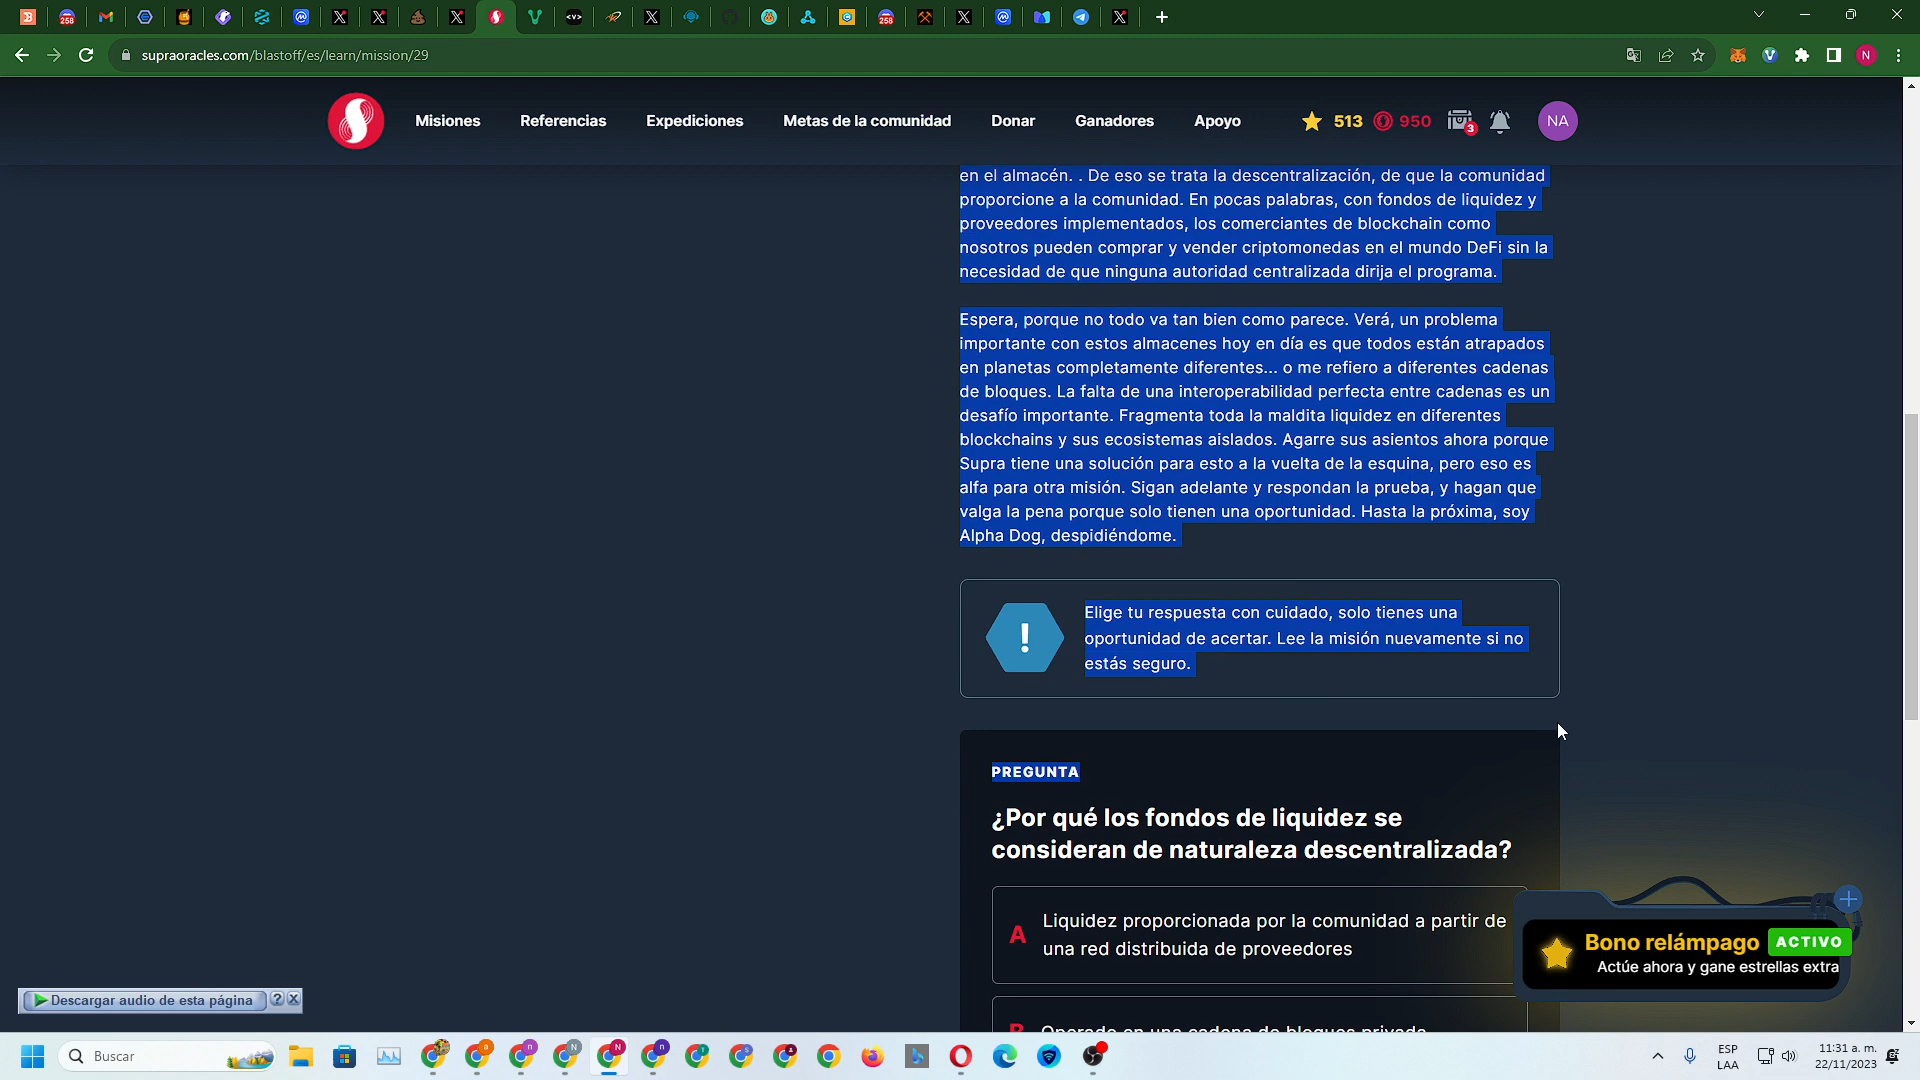 258
258
supraoracles.com/blastoff/es/learn/mission/29
N
Misiones
Referencias
Expediciones
Metas de la comunidad
Donar
Ganadores
Apoyo
513
950
3
NA
en el almacén. . De eso se trata la descentralización, de que la comunidad
proporcione a la comunidad. En pocas palabras, con fondos de liquidez y
proveedores implementados, los comerciantes de blockchain como
nosotros pueden comprar y vender criptomonedas en el mundo DeFi sin la
necesidad de que ninguna autoridad centralizada dirija el programa.
Espera, porque no todo va tan bien como parece. Verá, un problema
importante con estos almacenes hoy en día es que todos están atrapados
en planetas completamente diferentes... o me refiero a diferentes cadenas
de bloques. La falta de una interoperabilidad perfecta entre cadenas es un
desafío importante. Fragmenta toda la maldita liquidez en diferentes
blockchains y sus ecosistemas aislados. Agarre sus asientos ahora porque
Supra tiene una solución para esto a la vuelta de la esquina, pero eso es
alfa para otra misión. Sigan adelante y respondan la prueba, y hagan que
valga la pena porque solo tienen una oportunidad. Hasta la próxima, soy
Alpha Dog, despidiéndome.
Elige tu respuesta con cuidado, solo tienes una
oportunidad de acertar. Lee la misión nuevamente si no
estás seguro.
PREGUNTA
¿Por qué los fondos de liquidez se
consideran de naturaleza descentralizada?
A
Liquidez proporcionada por la comunidad a partir de
una red distribuida de proveedores
B
Operado en una cadena de bloques privada
Bono relámpago
ACTIVO
Actúe ahora y gane estrellas extra
Descargar audio de esta página
Buscar
ESP
LAA
11:31 a. m.
22/11/2023